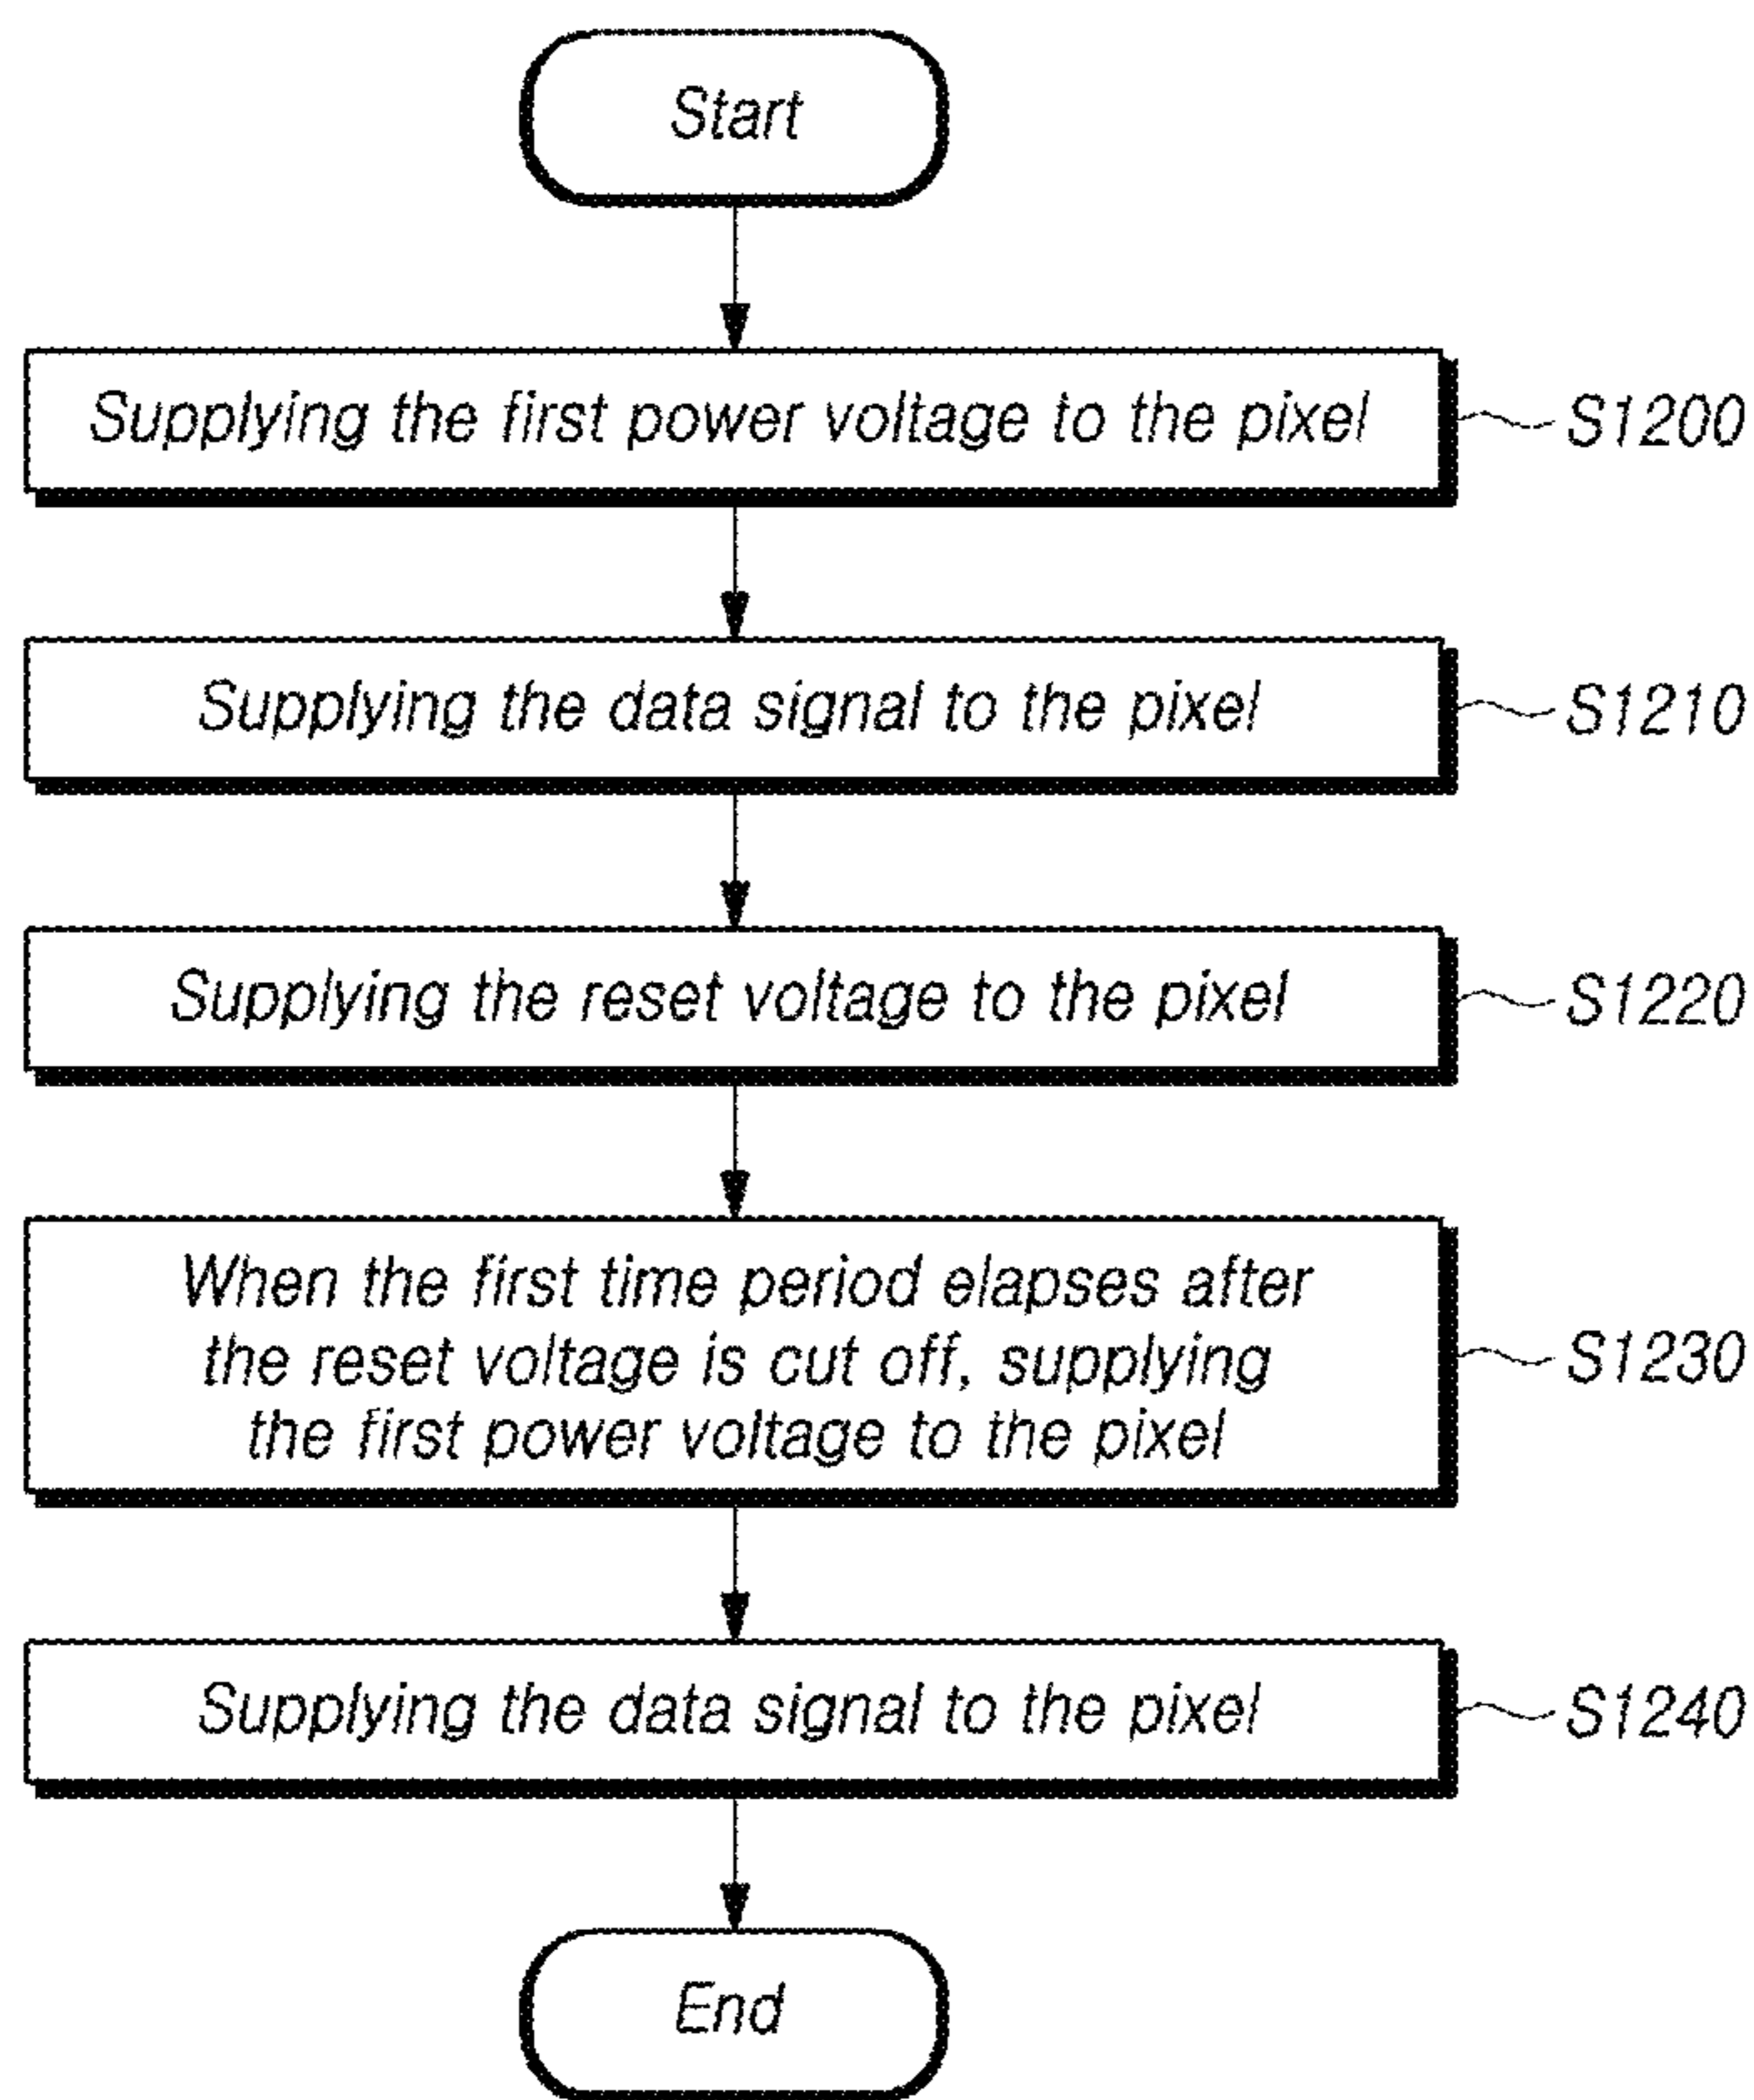 Start
Supplying the first power voltage to the pixel
S1200
Supplying the data signal to the pixel
S1210
Supplying the reset voltage to the pixel
S1220
When the first time period elapses after
the reset voltage is cut off, supplying
the first power voltage to the pixel
S1230
Supplying the data signal to the pixel
S1240
End